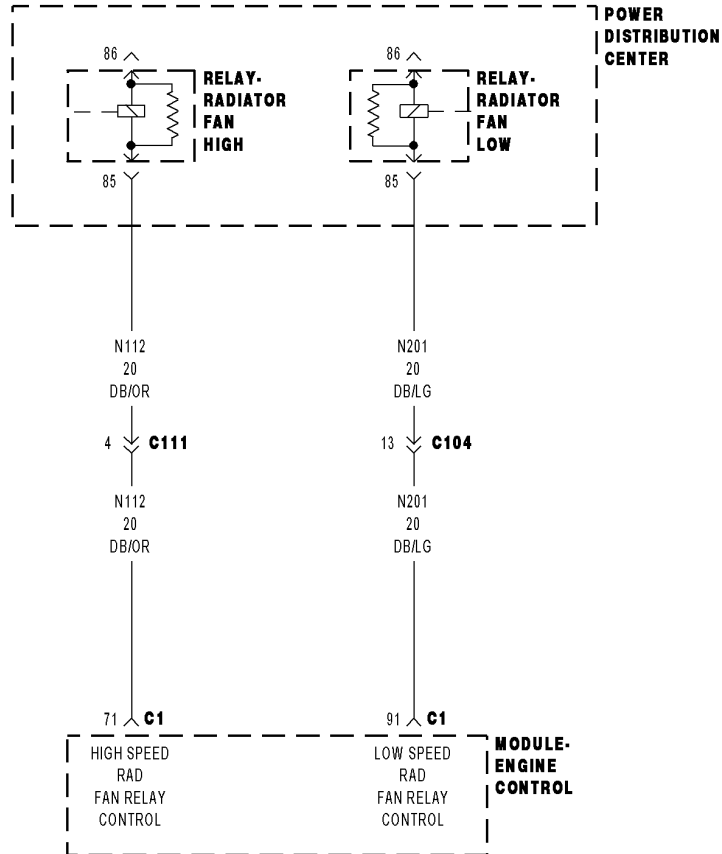 POWER
DISTRIBUTION
CENTER
86
86
RELAY-
RADIATOR
FAN
HIGH
RELAY-
RADIATOR
FAN
LOW
85
85
N112
20
DB/OR
N201
20
DB/LG
4 C111
13 C104
N112
20
DB/OR
N201
20
DB/LG
71 C1
91 C1
HIGH SPEED
RAD
FAN RELAY
CONTROL
LOW SPEED
RAD
FAN RELAY
CONTROL
MODULE-
ENGINE
CONTROL